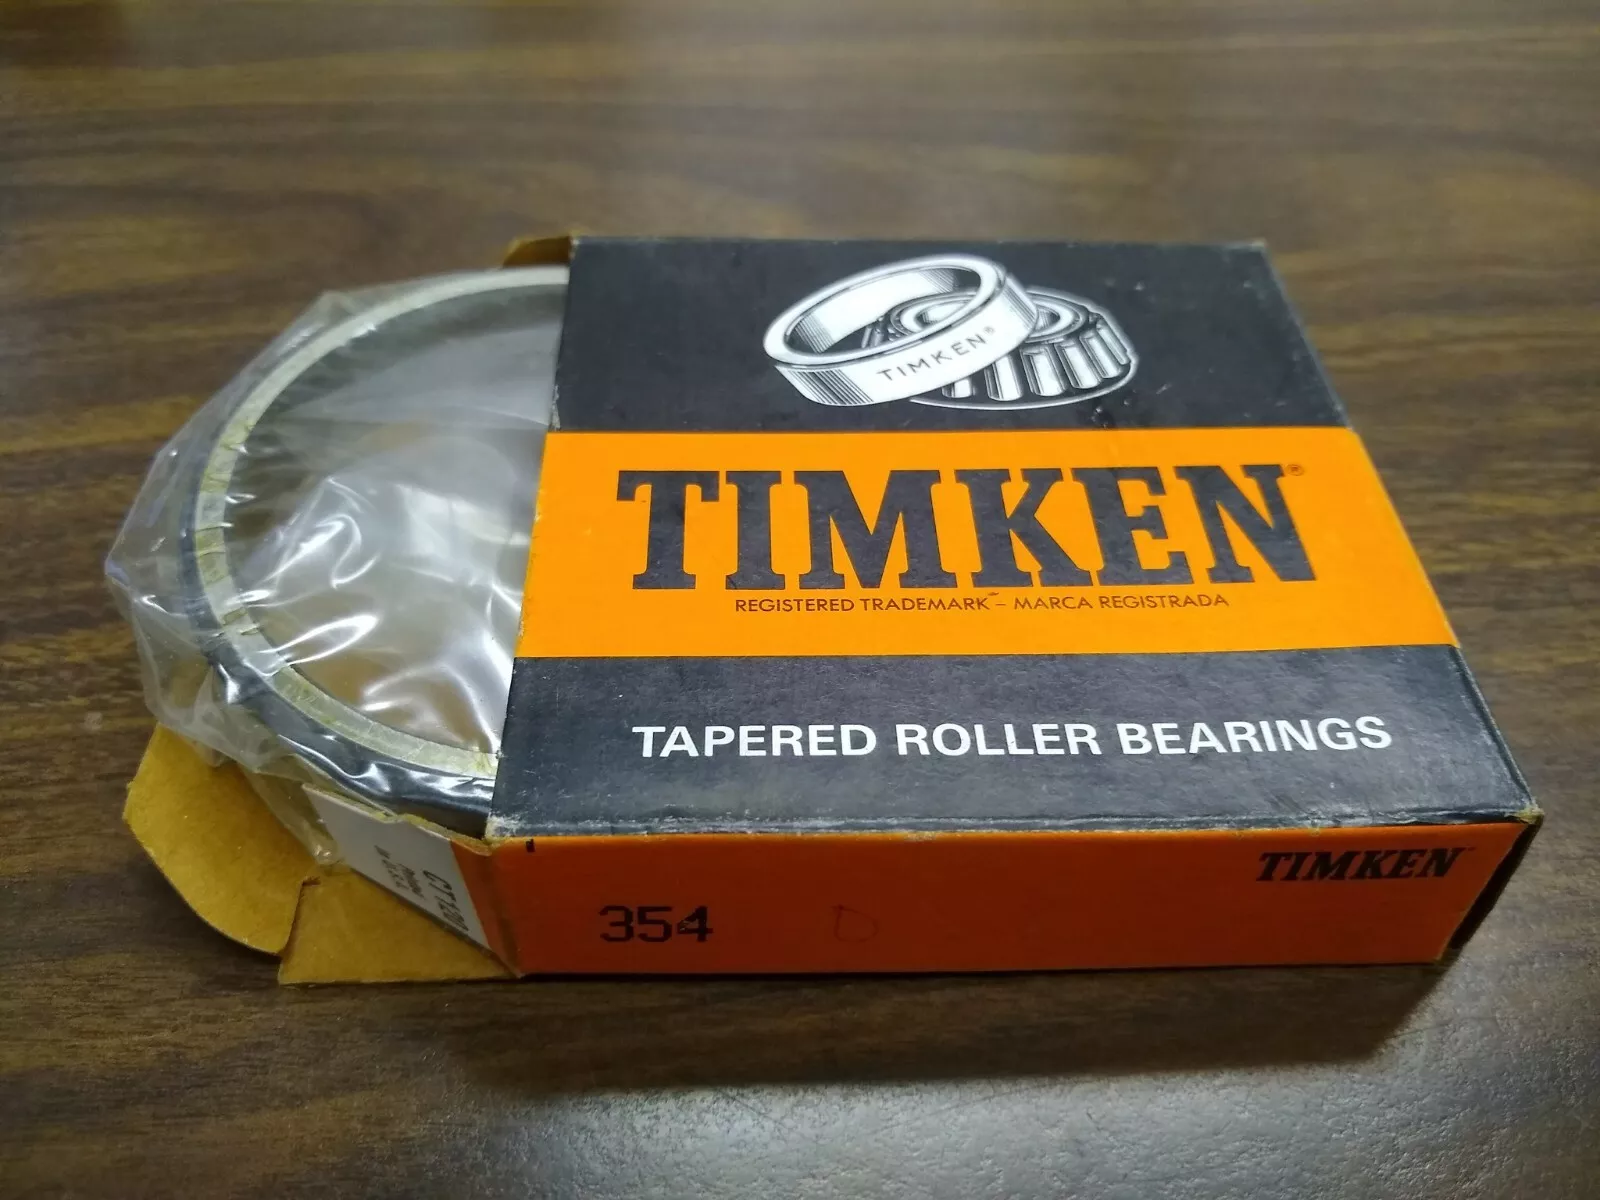 TIMKEN®
TIMKEN®
REGISTERED TRADEMARK – MARCA REGISTRADA
TAPERED ROLLER BEARINGS
TIMKEN
354